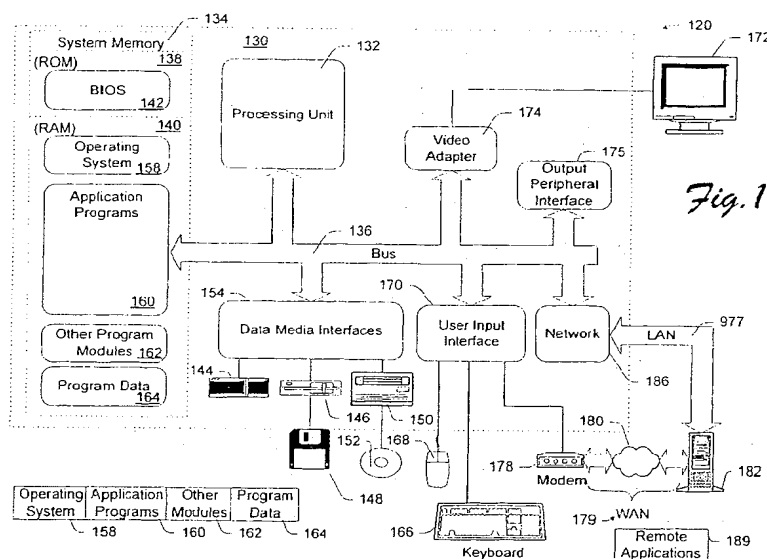 134
120
System Memory
130
132
172
(ROM) 138
BIOS
142
174
(RAM) 140
Processing Unit
Video
Adapter
175
Operating
System 158
Output
Peripheral
Interface
Application
Programs
Fig. 1
136
Bus
160
154
170
977
Data Media Interfaces
User Input
Interface
Network
LAN
Other Program
Modules 162
186
Program Data
164
144
146
150
180
152
168
178
Modem
182
148
179 WAN
Operating
System
Application
Programs
Other
Modules
Program
Data
158
160
162
164
166
Keyboard
Remote
Applications
189